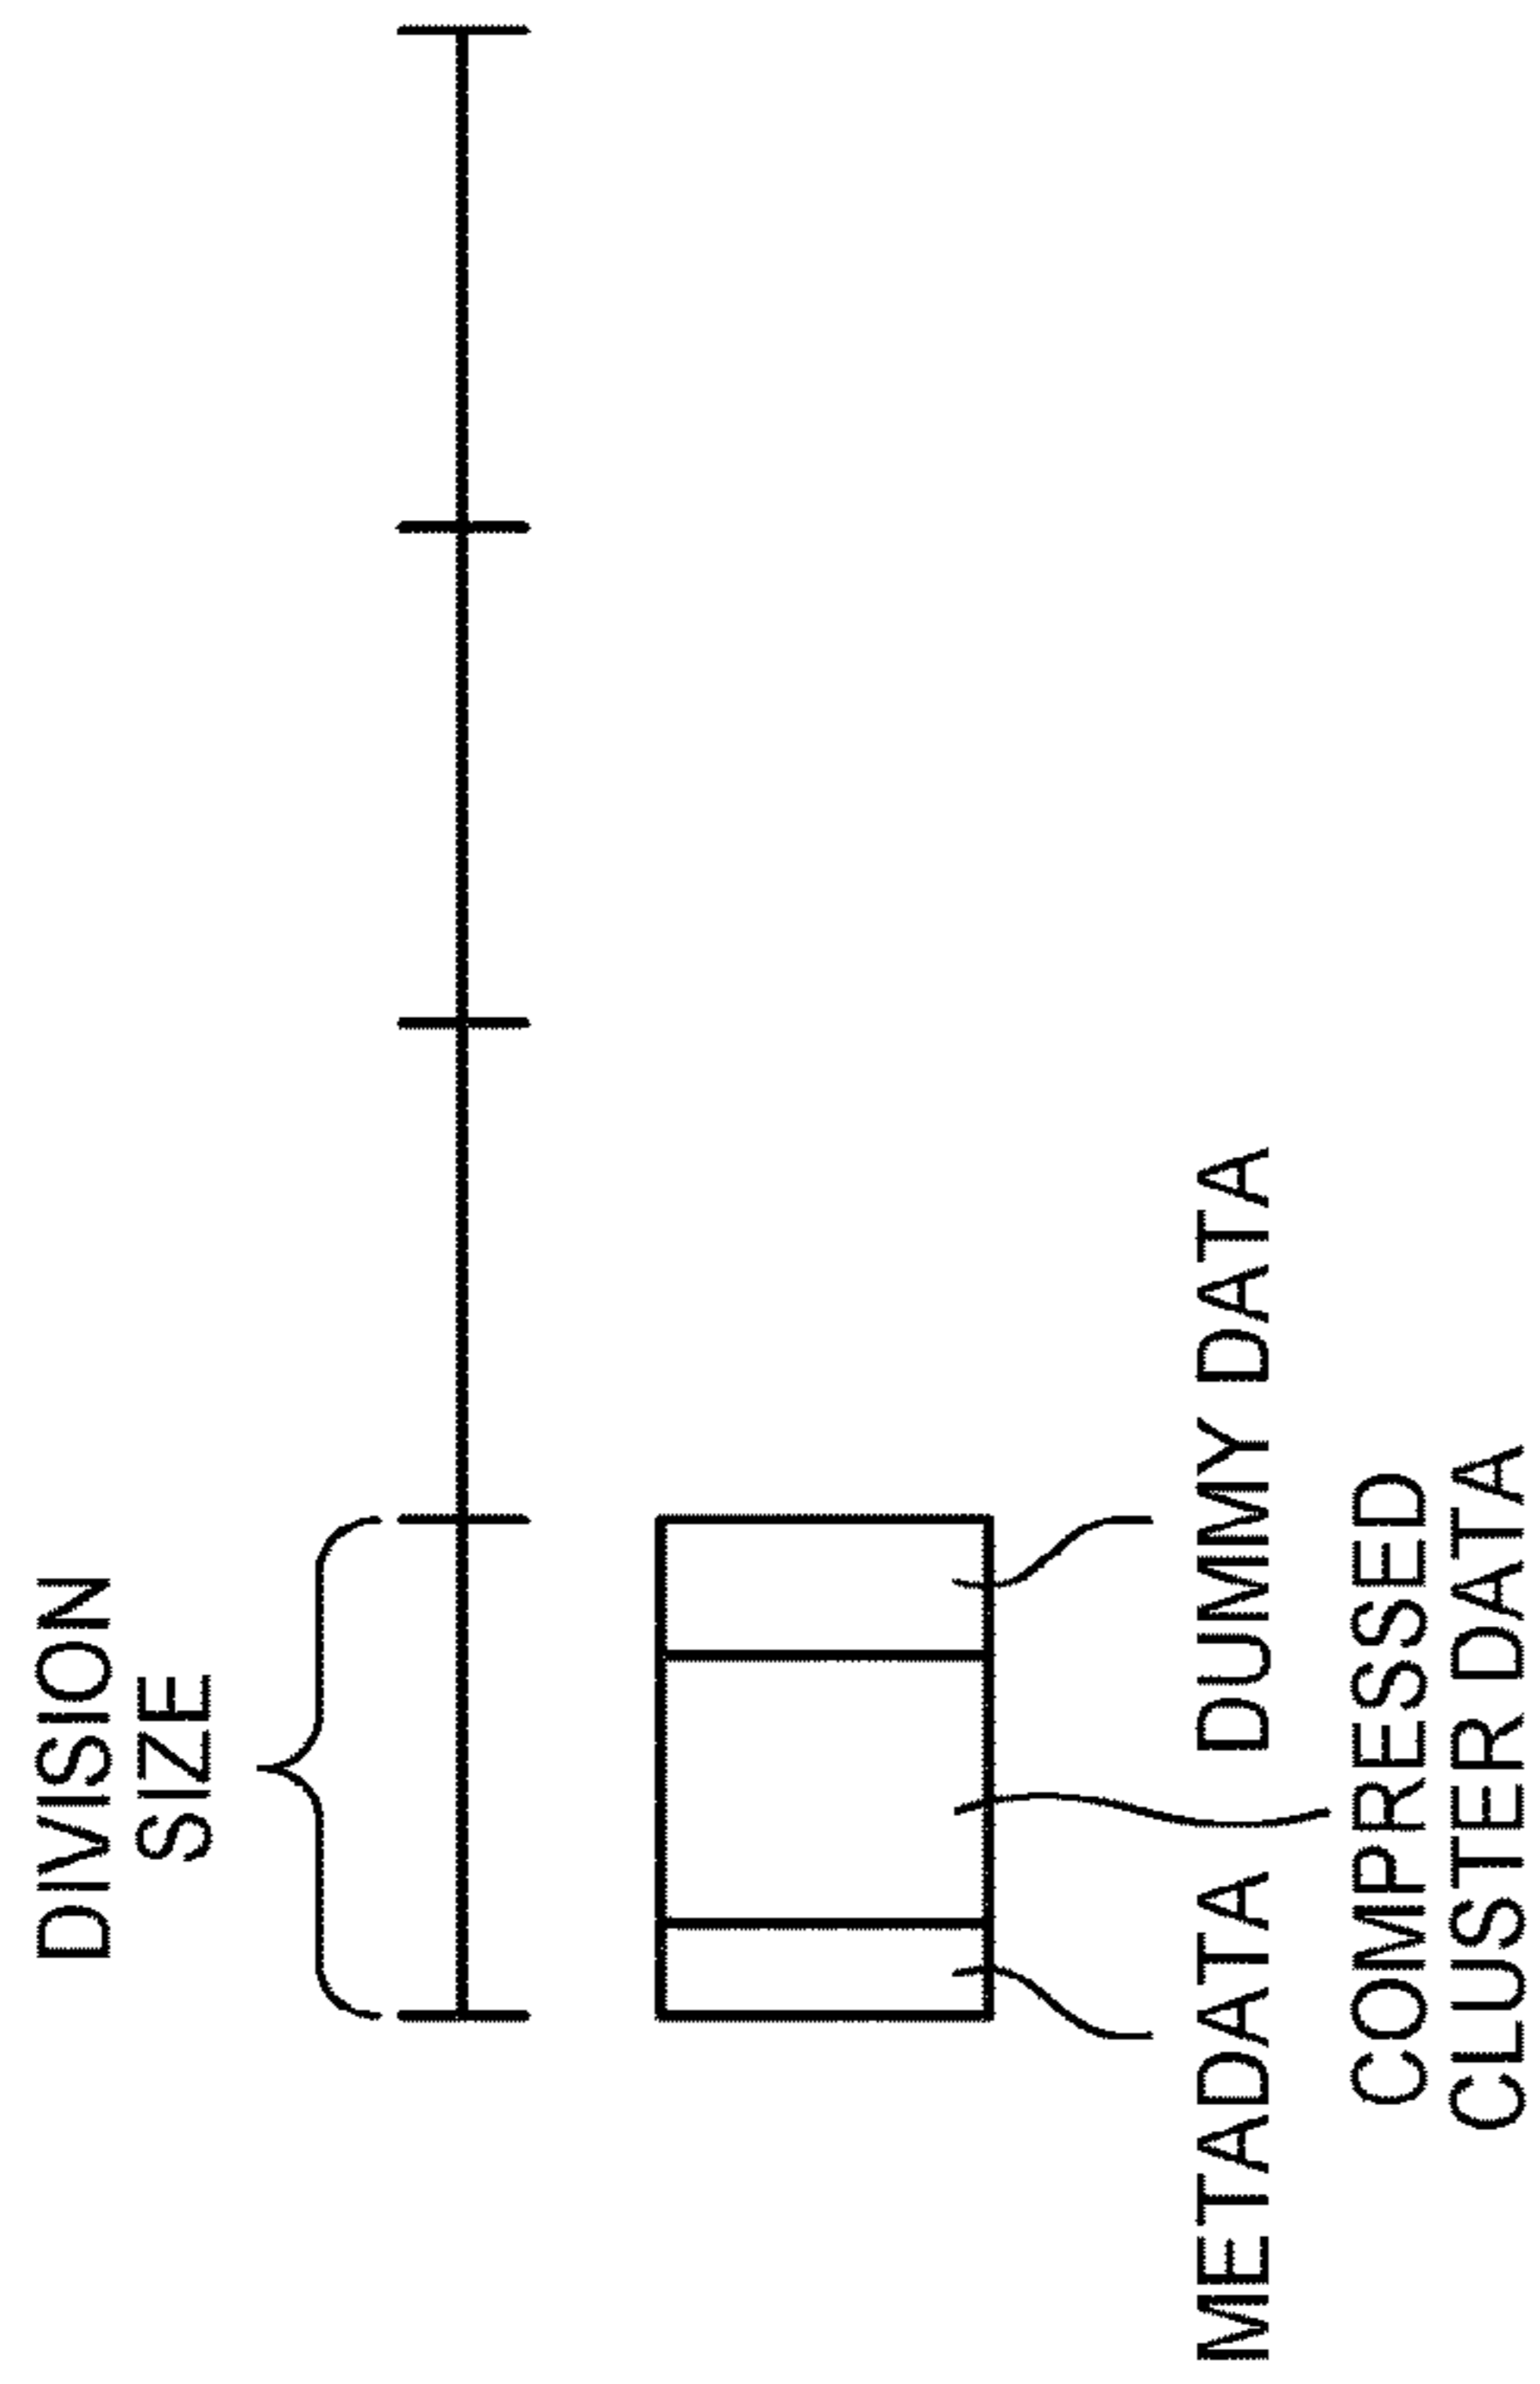 DIVISION
SIZE
METADATA
DUMMY DATA
COMPRESSED
CLUSTER DATA